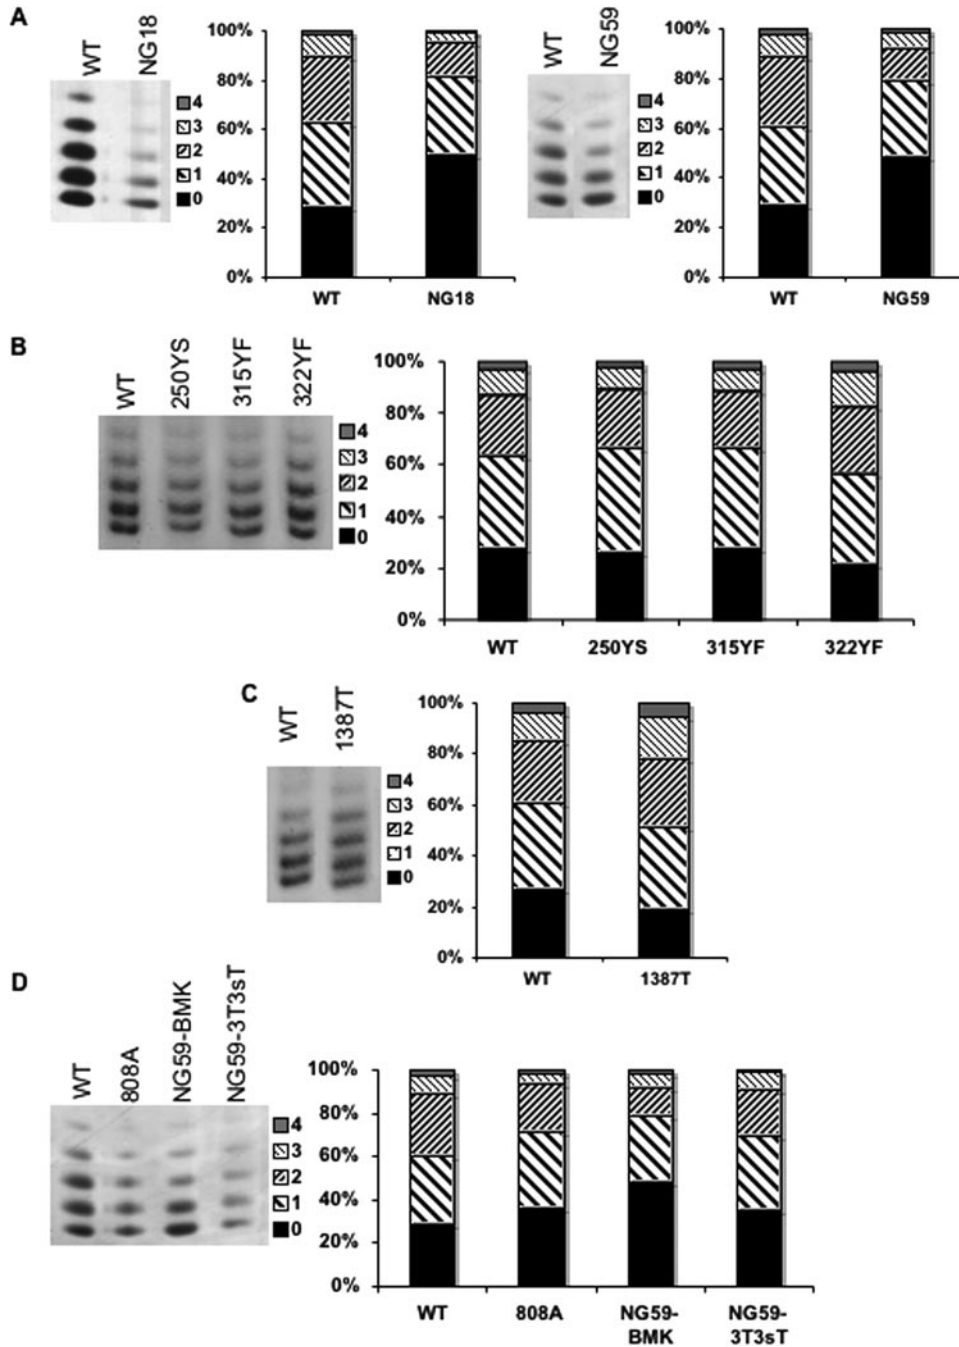 A
WT
NG18
4
3
2
1
0
100%
80%
60%
40%
20%
0%
WT
NG18
WT
NG59
4
3
2
1
0
100%
80%
60%
40%
20%
0%
WT
NG59
B
WT
250YS
315YF
322YF
4
3
2
1
0
100%
80%
60%
40%
20%
0%
WT
250YS
315YF
322YF
C
WT
1387T
4
3
2
1
0
100%
80%
60%
40%
20%
0%
WT
1387T
D
WT
808A
NG59-BMK
NG59-3T3sT
4
3
2
1
0
100%
80%
60%
40%
20%
0%
WT
808A
NG59-
BMK
NG59-
3T3sT